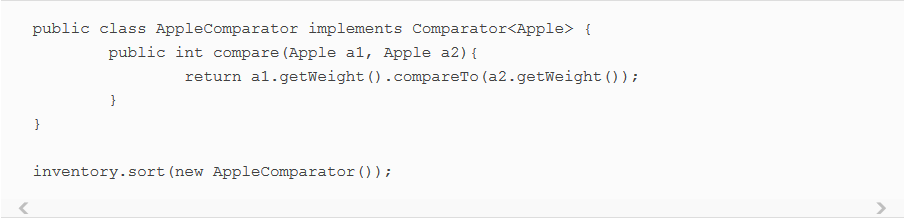 public class AppleComparator implements Comparator<Apple> {
        public int compare(Apple a1, Apple a2){
                return a1.getWeight().compareTo(a2.getWeight());
        }
}

inventory.sort(new AppleComparator());